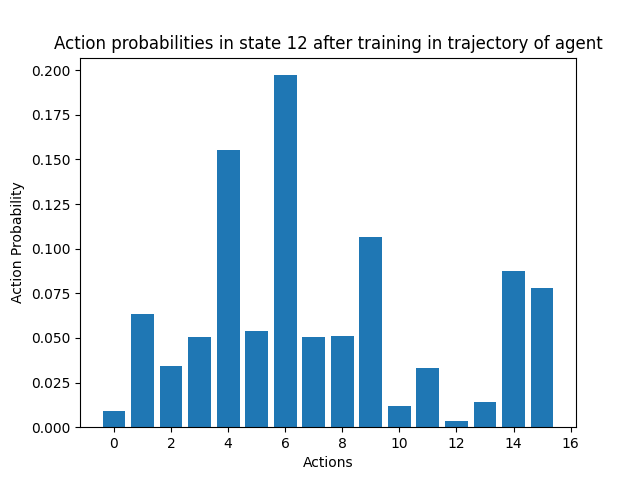 Action probabilities in state 12 after training in trajectory of agent
0.200
0.175
0.150
0.125
0.100
0.075
0.050
0.025
0.000
Action Probability
0 2 4 6 8 10 12 14 16
Actions